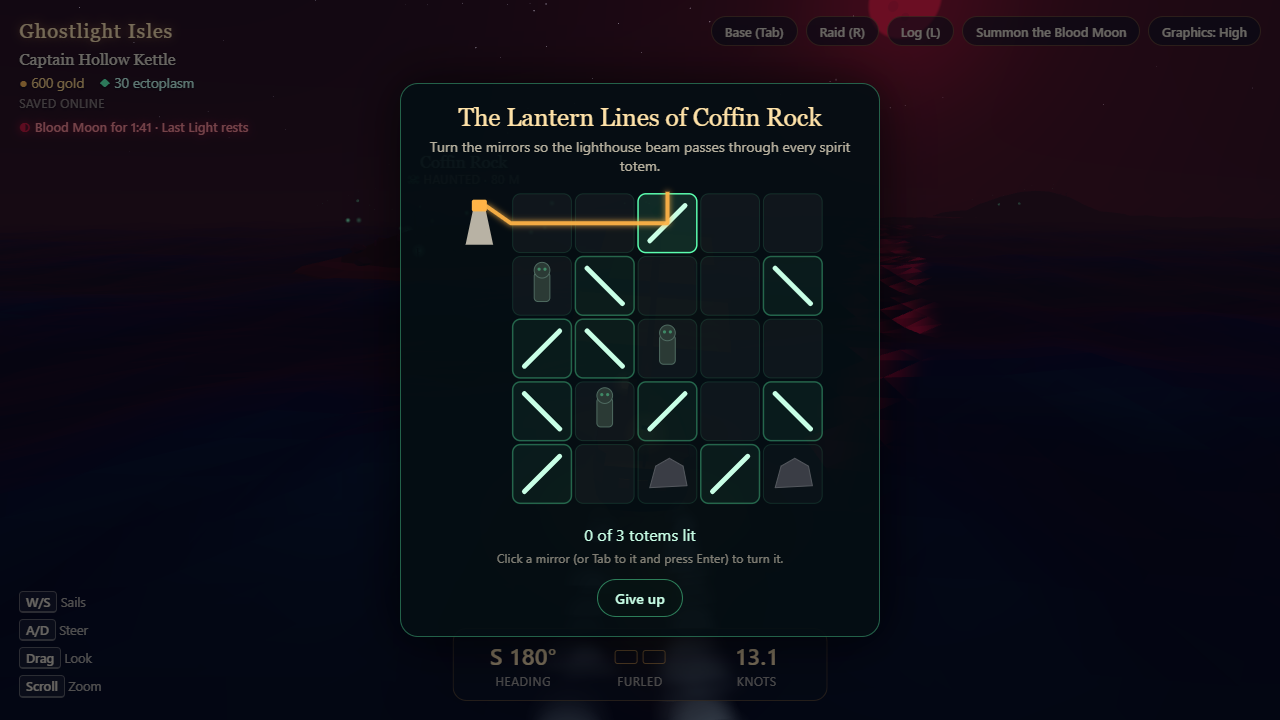 Ghostlight Isles
Captain Hollow Kettle
600 gold 30 ectoplasm
SAVED ONLINE
Blood Moon for 1:41 · Last Light rests
Base (Tab)
Raid (R)
Log (L)
Summon the Blood Moon
Graphics: High
Coffin Rock
The Lantern Lines of Coffin Rock
Turn the mirrors so the lighthouse beam passes through every spirit
totem.
0 of 3 totems lit
Click a mirror (or Tab to it and press Enter) to turn it.
Give up
W/S Sails
A/D Steer
Drag Look
Scroll Zoom
S 180°
HEADING
FURLED
13.1
KNOTS